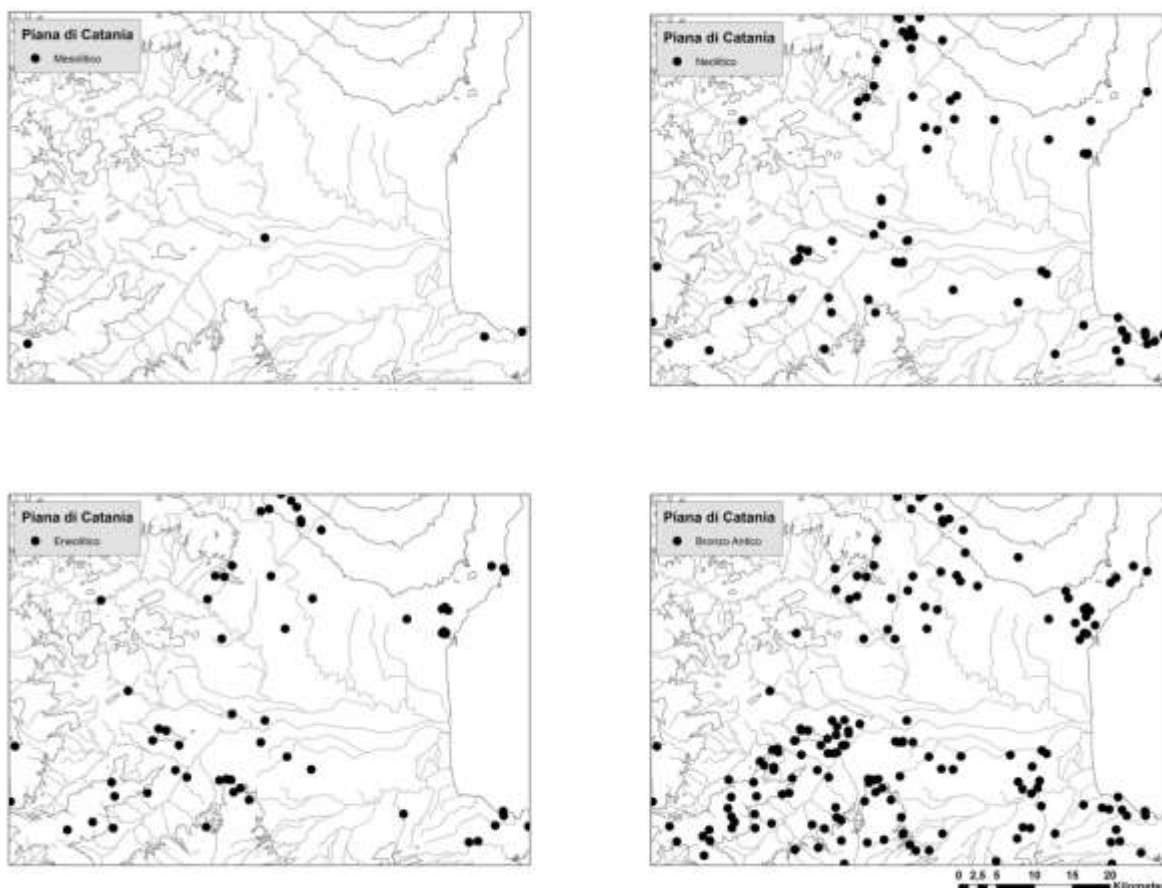 Piana di Catania
Mesolitico
Piana di Catania
Neolitico
Piana di Catania
Eneolitico
Piana di Catania
Bronzo Antico
0 2,5 5 10 15 20